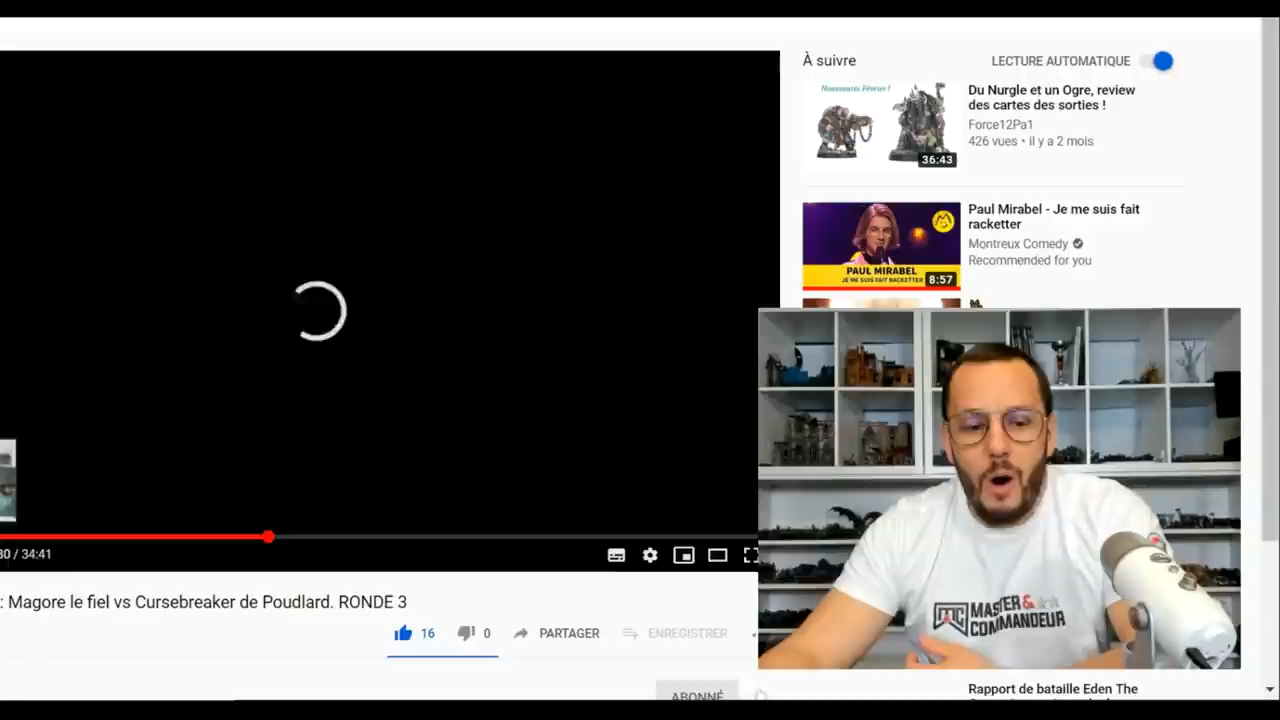 À suivre
LECTURE AUTOMATIQUE
Nouveautés Février !
36:43
Du Nurgle et un Ogre, review
des cartes des sorties !
Force12Pa1
426 vues • il y a 2 mois
PAUL MIRABEL
JE ME SUIS FAIT RACKETTER
8:57
Paul Mirabel - Je me suis fait
racketter
Montreux Comedy
Recommended for you
30 / 34:41
: Magore le fiel vs Cursebreaker de Poudlard. RONDE 3
16
0
PARTAGER
ENREGISTRER
ABONNÉ
MC MASTER &
COMMANDEUR
Rapport de bataille Eden The